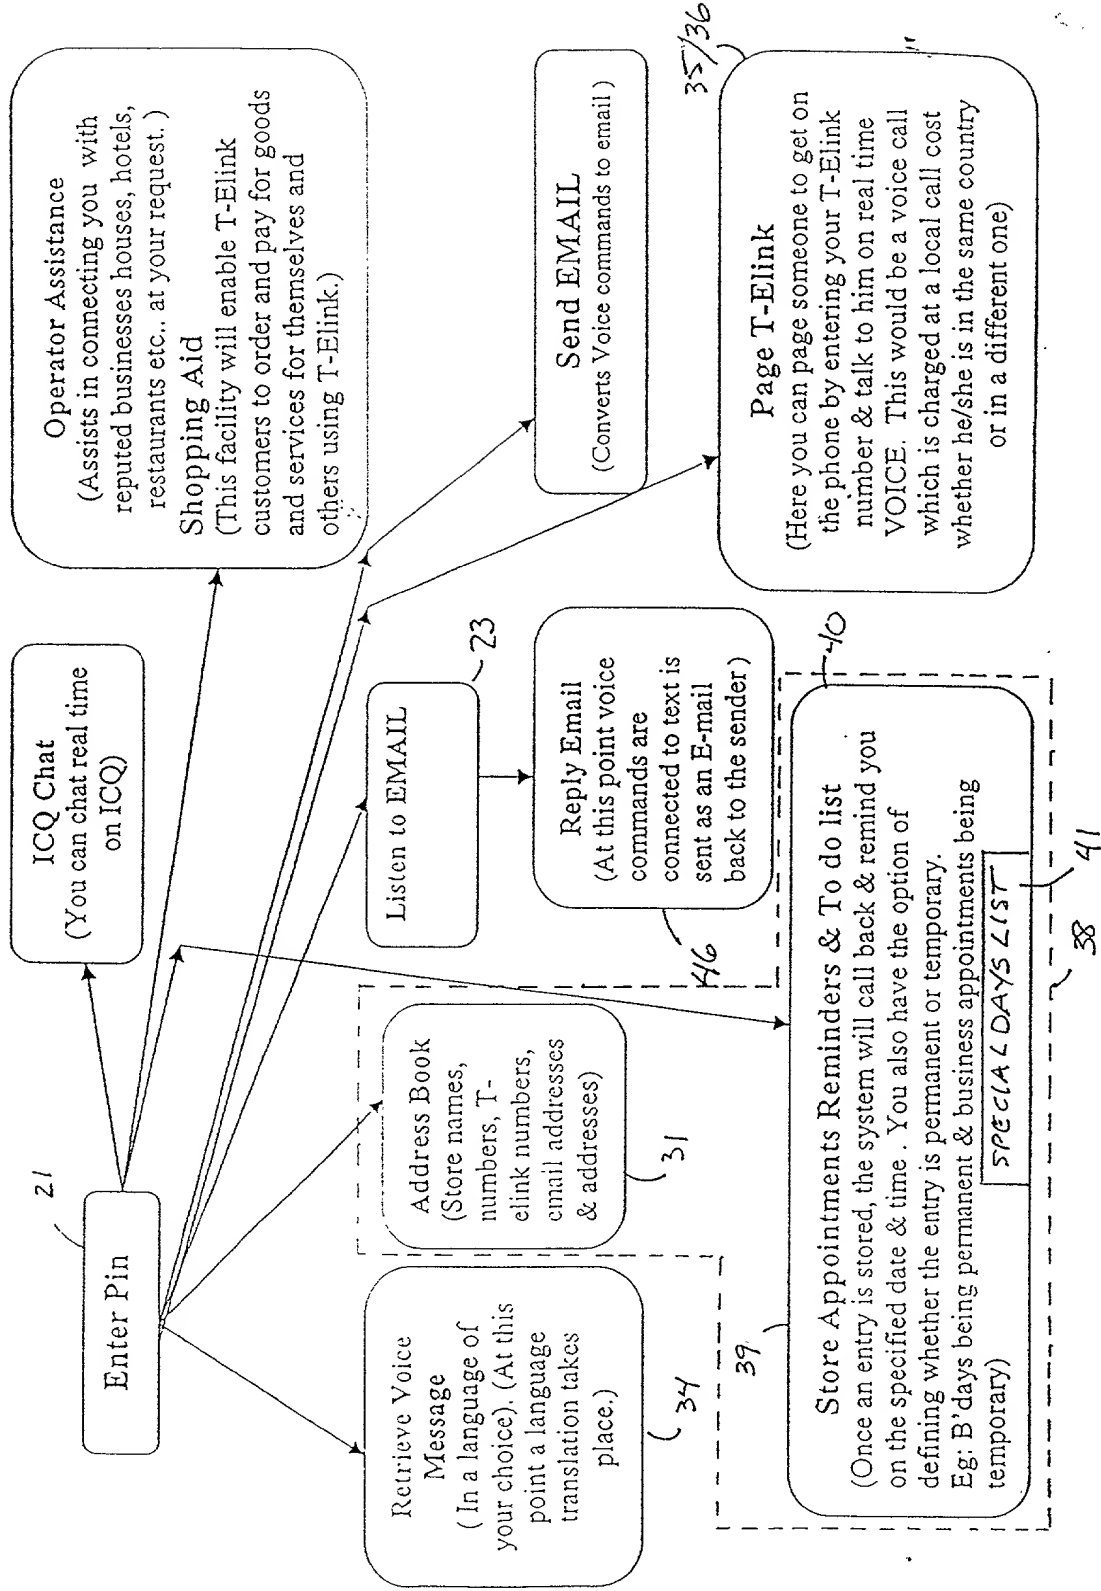 21
Enter Pin
ICQ Chat
(You can chat real time
on ICQ)
Operator Assistance
(Assists in connecting you with
reputed businesses houses, hotels,
restaurants etc.. at your request. )
Shopping Aid
(This facility will enable T-Elink
customers to order and pay for goods
and services for themselves and
others using T-Elink.)
Retrieve Voice
Message
( In a language of
your choice). (At this
point a language
translation takes
place.)
34
Address Book
(Store names,
numbers, T-
elink numbers,
email addresses
& addresses)
31
Listen to EMAIL
23
Reply Email
(At this point voice
commands are
connected to text is
sent as an E-mail
back to the sender)
46
Send EMAIL
(Converts Voice commands to email )
35/36
Page T-Elink
(Here you can page someone to get on
the phone by entering your T-Elink
number & talk to him on real time
VOICE. This would be a voice call
which is charged at a local call cost
whether he/she is in the same country
or in a different one)
39
40
Store Appointments Reminders & To do list
(Once an entry is stored, the system will call back & remind you
on the specified date & time . You also have the option of
defining whether the entry is permanent or temporary.
Eg: B'days being permanent & business appointments being
temporary)
SPECIAL DAYS LIST
41
38